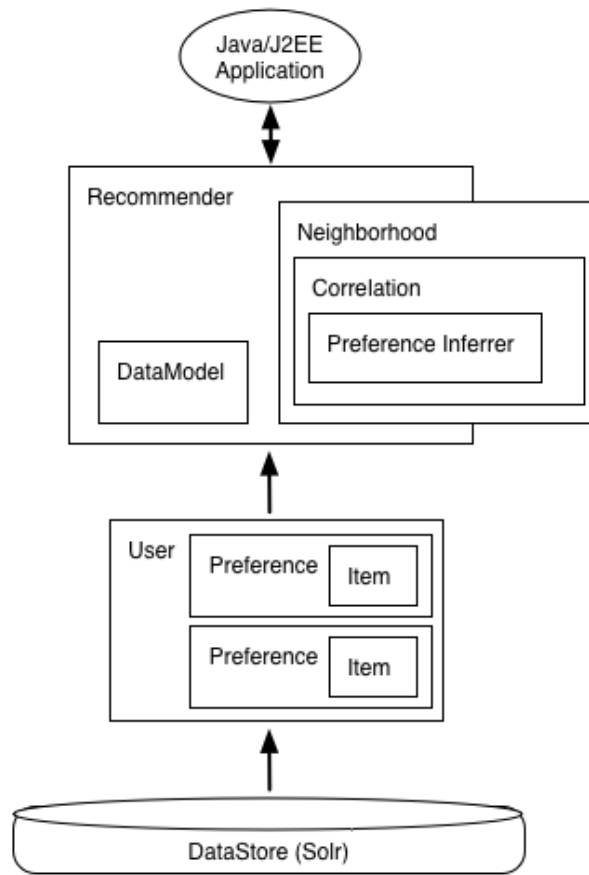 Java/J2EE
Application
Recommender
Neighborhood
Correlation
Preference Inferrer
DataModel
User
Preference
Item
Preference
Item
DataStore (Solr)